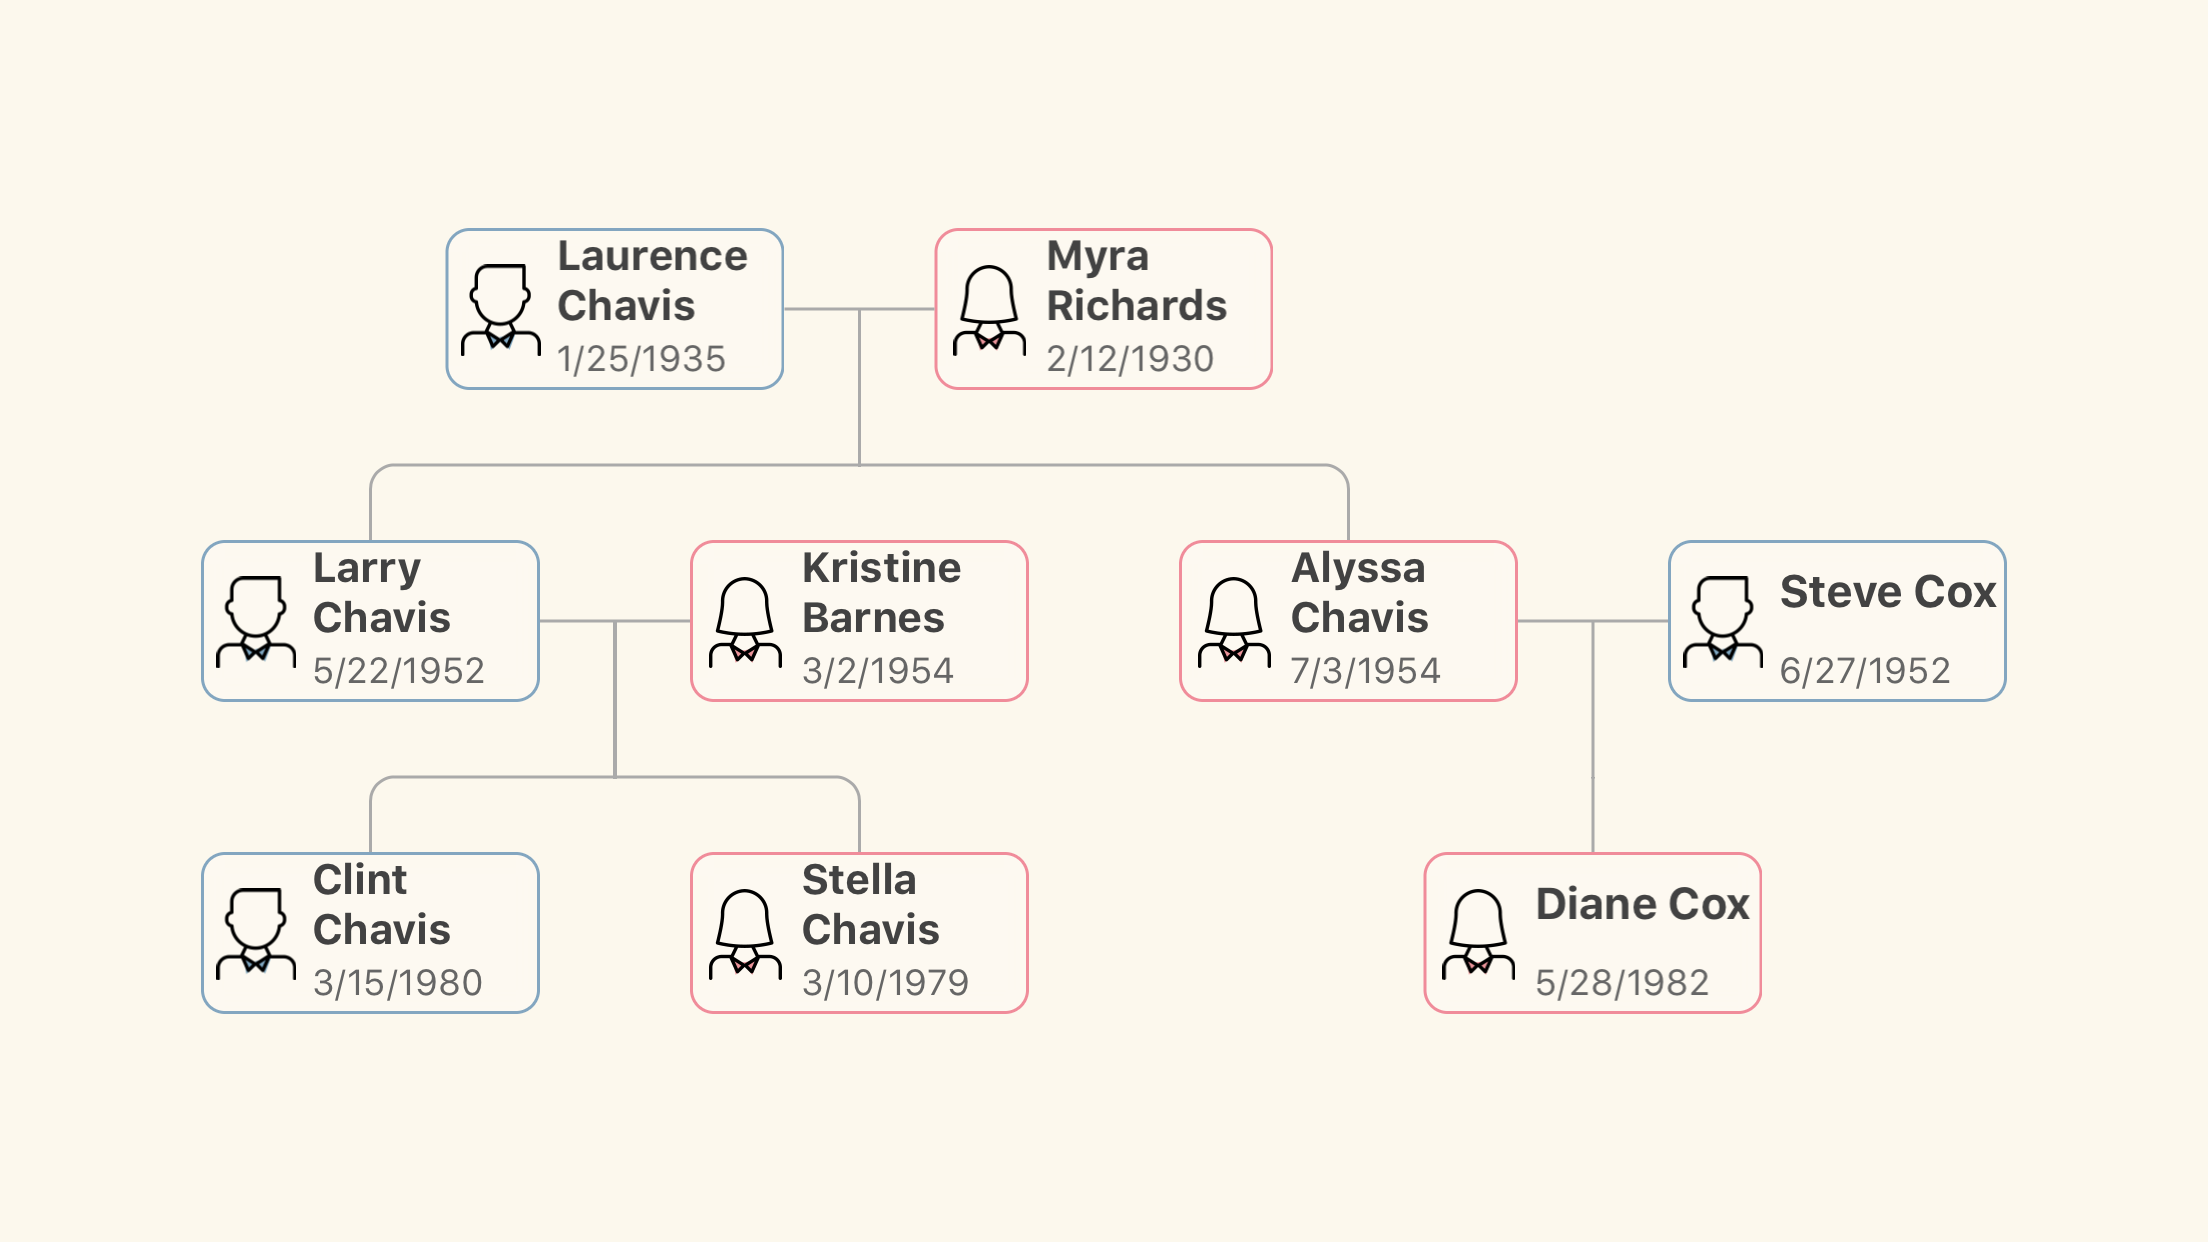 Laurence
Chavis
1/25/1935
Myra
Richards
2/12/1930
Larry
Chavis
5/22/1952
Kristine
Barnes
3/2/1954
Alyssa
Chavis
7/3/1954
Steve Cox
6/27/1952
Clint
Chavis
3/15/1980
Stella
Chavis
3/10/1979
Diane Cox
5/28/1982